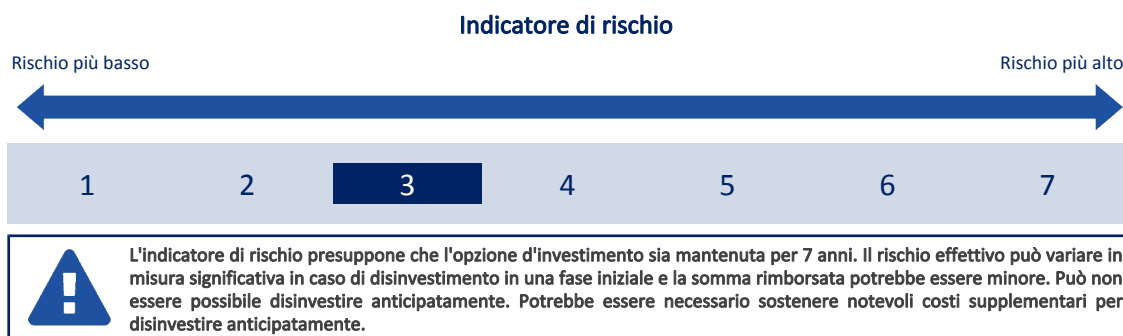 Indicatore di rischio
Rischio più basso
Rischio più alto
1 2 3 4 5 6 7
L'indicatore di rischio presuppone che l'opzione d'investimento sia mantenuta per 7 anni. Il rischio effettivo può variare in
misura significativa in caso di disinvestimento in una fase iniziale e la somma rimborsata potrebbe essere minore. Può non
essere possibile disinvestire anticipatamente. Potrebbe essere necessario sostenere notevoli costi supplementari per
disinvestire anticipatamente.